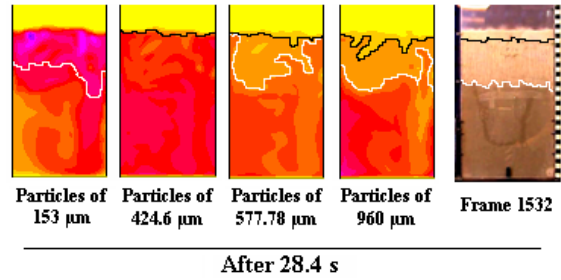 Particles of
153 μm
Particles of
424.6 μm
Particles of
577.78 μm
Particles of
960 μm
Frame 1532
After 28.4 s